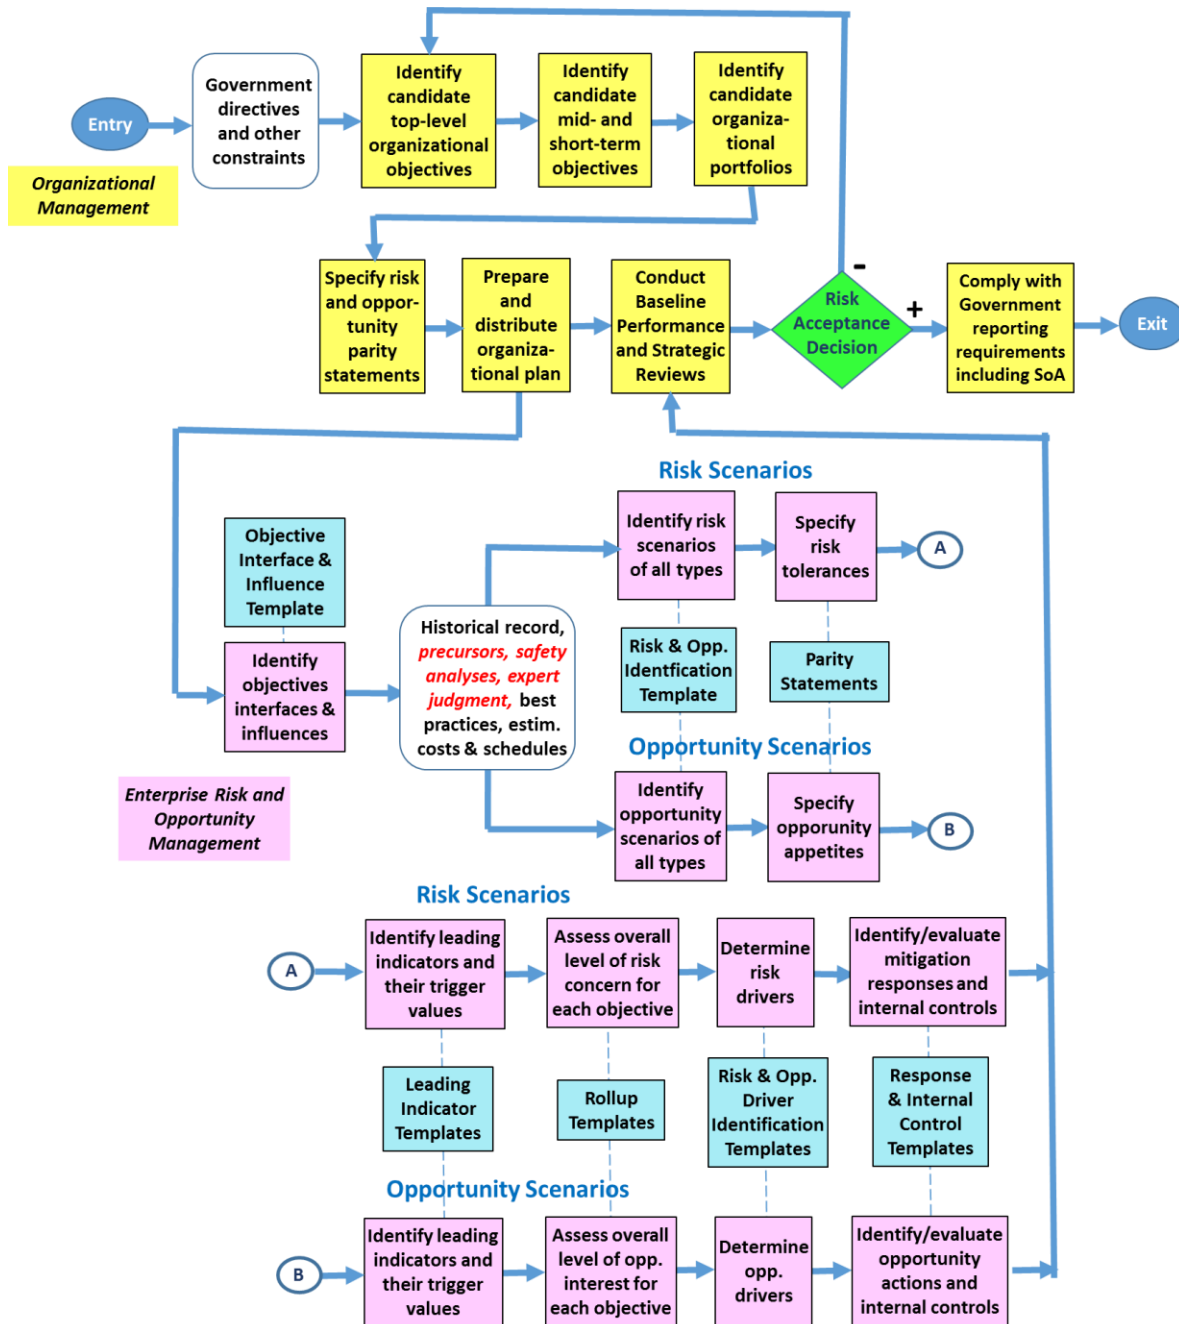 Entry
Government
directives
and other
constraints
Identify
candidate
top-level
organizational
objectives
Identify
candidate
mid- and
short-term
objectives
Identify
candidate
organiza-
tional
portfolios
Organizational
Management
Specify risk
and oppor-
tunity
parity
statements
Prepare and
distribute
organiza-
tional plan
Conduct
Baseline
Performance
and Strategic
Reviews
Risk
Acceptance
Decision
-
+
Comply with
Government
reporting
requirements
including SoA
Exit
Risk Scenarios
Objective
Interface &
Influence
Template
Identify risk
scenarios
of all types
Specify
risk
tolerances
A
Identify
objectives
interfaces &
influences
Historical record,
precursors, safety
analyses, expert
judgment, best
practices, estim.
costs & schedules
Risk & Opp.
Identfication
Template
Parity
Statements
Opportunity Scenarios
Enterprise Risk and
Opportunity
Management
Identify
opportunity
scenarios of
all types
Specify
opporunity
appetites
B
Risk Scenarios
A
Identify leading
indicators and
their trigger
values
Assess overall
level of risk
concern for
each objective
Determine
risk
drivers
Identify/evaluate
mitigation
responses and
internal controls
Leading
Indicator
Templates
Rollup
Templates
Risk & Opp.
Driver
Identification
Templates
Response
& Internal
Control
Templates
Opportunity Scenarios
B
Identify leading
indicators and
their trigger
values
Assess overall
level of opp.
interest for
each objective
Determine
opp.
drivers
Identify/evaluate
opportunity
actions and
internal controls